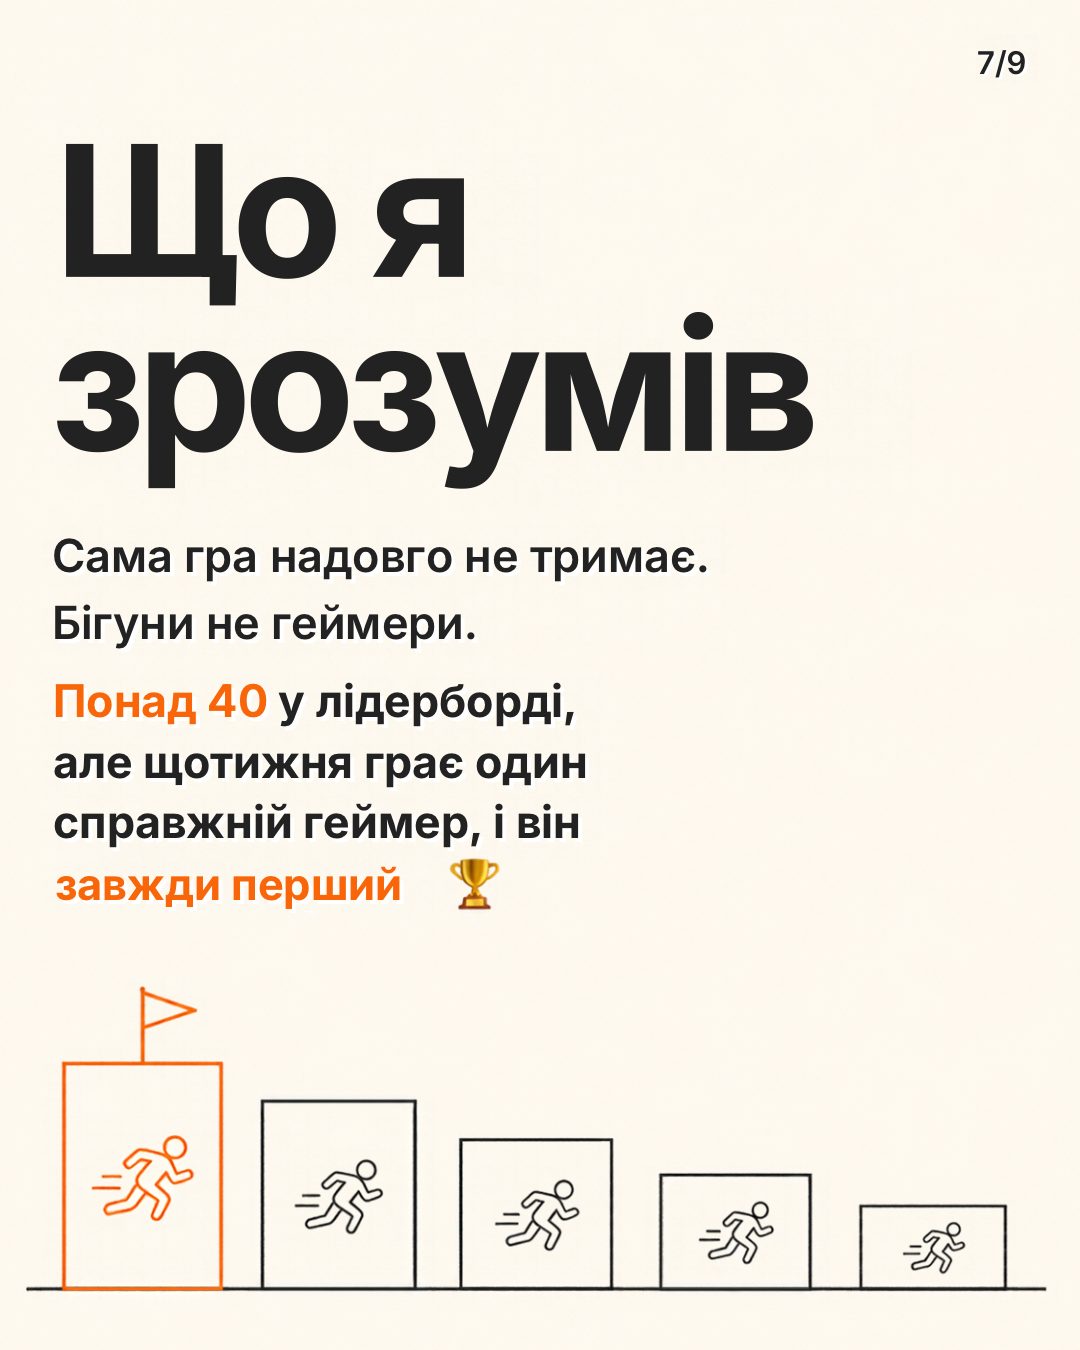 7/9
Що я
зрозумів
Сама гра надовго не тримає.
Бігуни не геймери.
Понад 40 у лідерборді,
але щотижня грає один
справжній геймер, і він
завжди перший 🏆